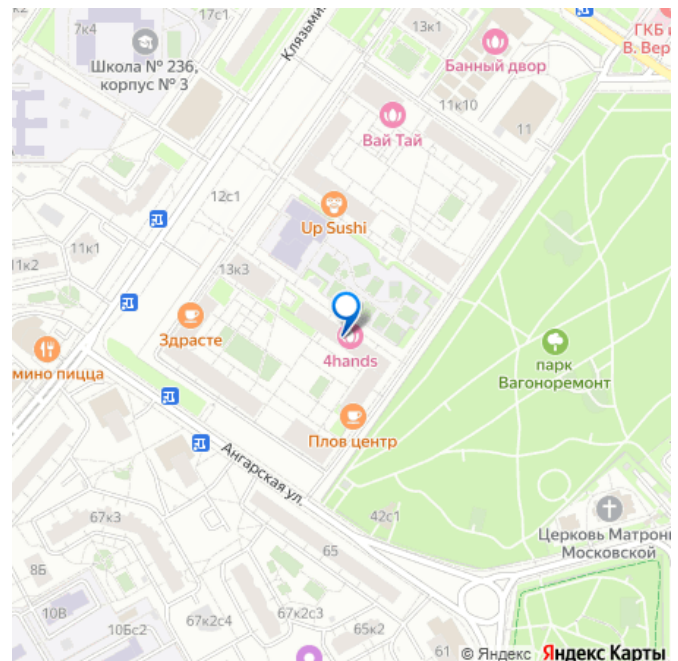 7к4
17с1
Школа № 236,
корпус № 3
Клязьми
13к1
ГКБ и
В. Вер
Банный двор
11к10
11
Вай Тай
12с1
Up Sushi
11к1
11к2
13к3
Здрасте
4hands
мино пицца
парк
Вагоноремонт
Плов центр
Ангарская ул.
67к3
42с1
Церковь Матроны
Московской
65
8Б
10В
10Бс2
67к2с4
67к2с3
65к2
61
© Яндекс Яндекс Карты